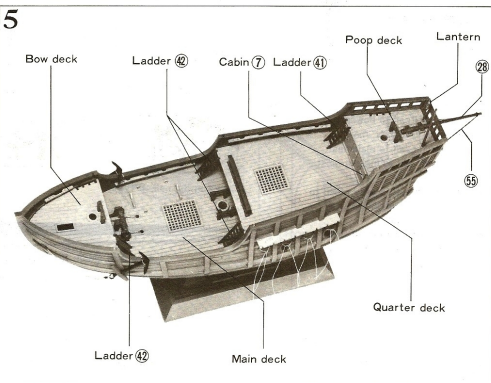 5
Bow deck
Ladder ㊷
Cabin ⑦
Ladder ㊶
Poop deck
Lantern
㉘
55
Quarter deck
Ladder ㊷
Main deck